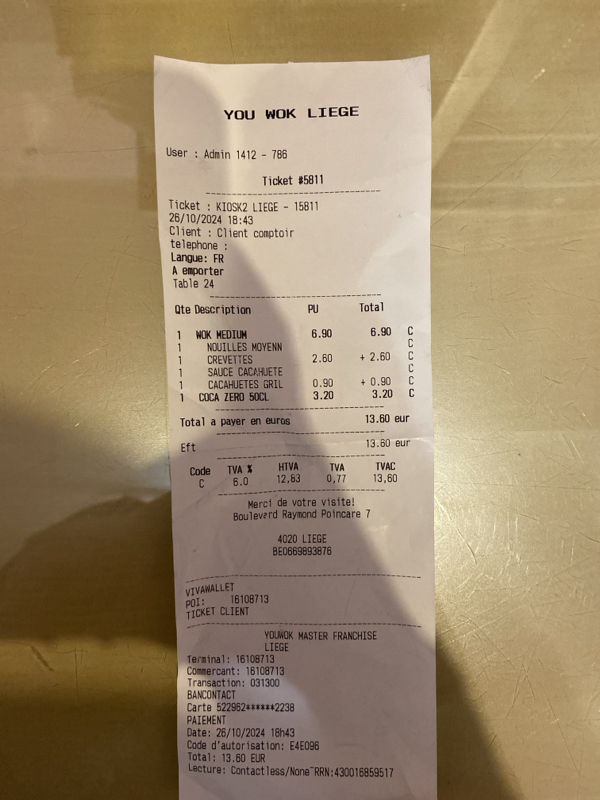 YOU WOK LIEGE
User : Admin 1412 - 786
Ticket #5811
Ticket : KIOSK2 LIEGE - 15811
26/10/2024 18:43
Client : Client comptoir
telephone :
Langue: FR
A emporter
Table 24
Qte Description PU Total
1 WOK MEDIUM 6.90 6.90 C
1 NOUILLES MOYENN C
1 CREVETTES 2.60 + 2.60 C
1 SAUCE CACAHUETE C
1 CACAHUETES GRIL 0.90 + 0.90 C
1 COCA ZERO 50CL 3.20 3.20 C
Total a payer en euros 13.60 eur
Eft 13.60 eur
Code TVA % HTVA TVA TVAC
C 6.0 12,83 0,77 13,60
Merci de votre visite!
Boulevard Raymond Poincare 7
4020 LIEGE
BE0669893876
VIVAWALLET
POI: 16108713
TICKET CLIENT
YOUWOK MASTER FRANCHISE
LIEGE
Terminal: 16108713
Commercant: 16108713
Transaction: 031300
BANCONTACT
Carte 522962******2238
PAIEMENT
Date: 26/10/2024 18h43
Code d'autorisation: E4E096
Total: 13.60 EUR
Lecture: Contactless/None~RRN:430016859517